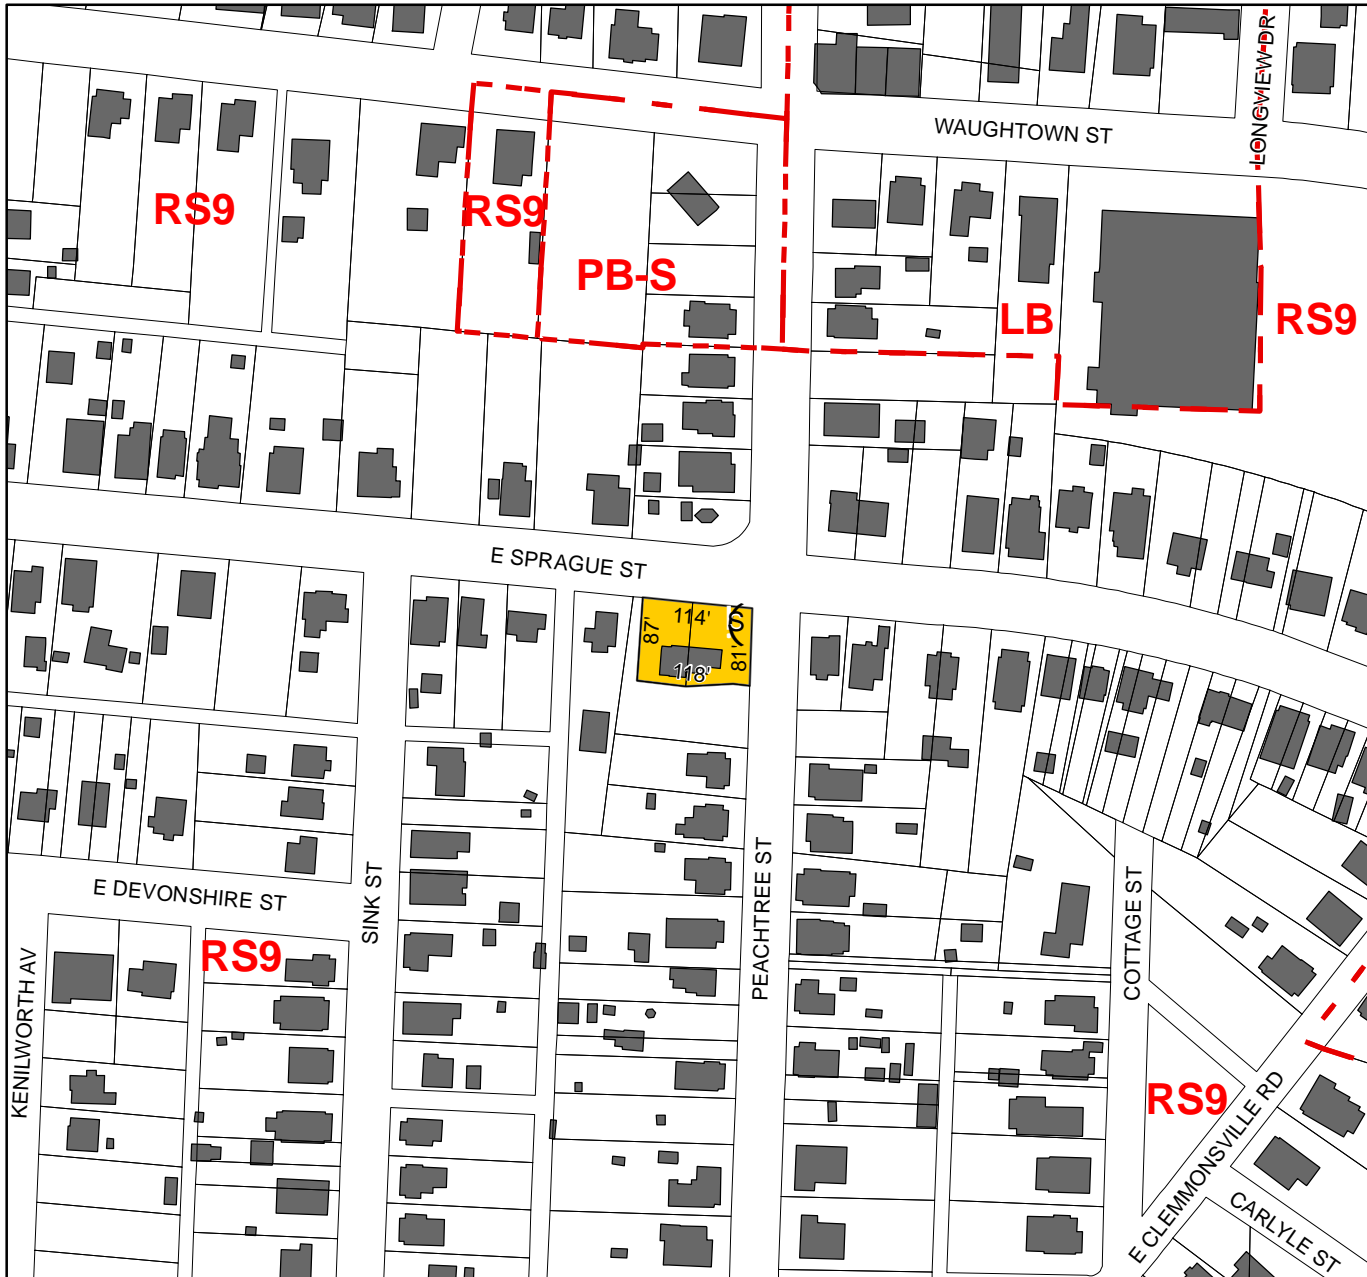 LONGVIEW DR
WAUGHTOWN ST
RS9
RS9
PB-S
LB
RS9
E SPRAGUE ST
114'
S
87'
81'
118'
E DEVONSHIRE ST
SINK ST
PEACHTREE ST
COTTAGE ST
KENILWORTH AV
RS9
RS9
E CLEMMONSVILLE RD
CARLYLE ST